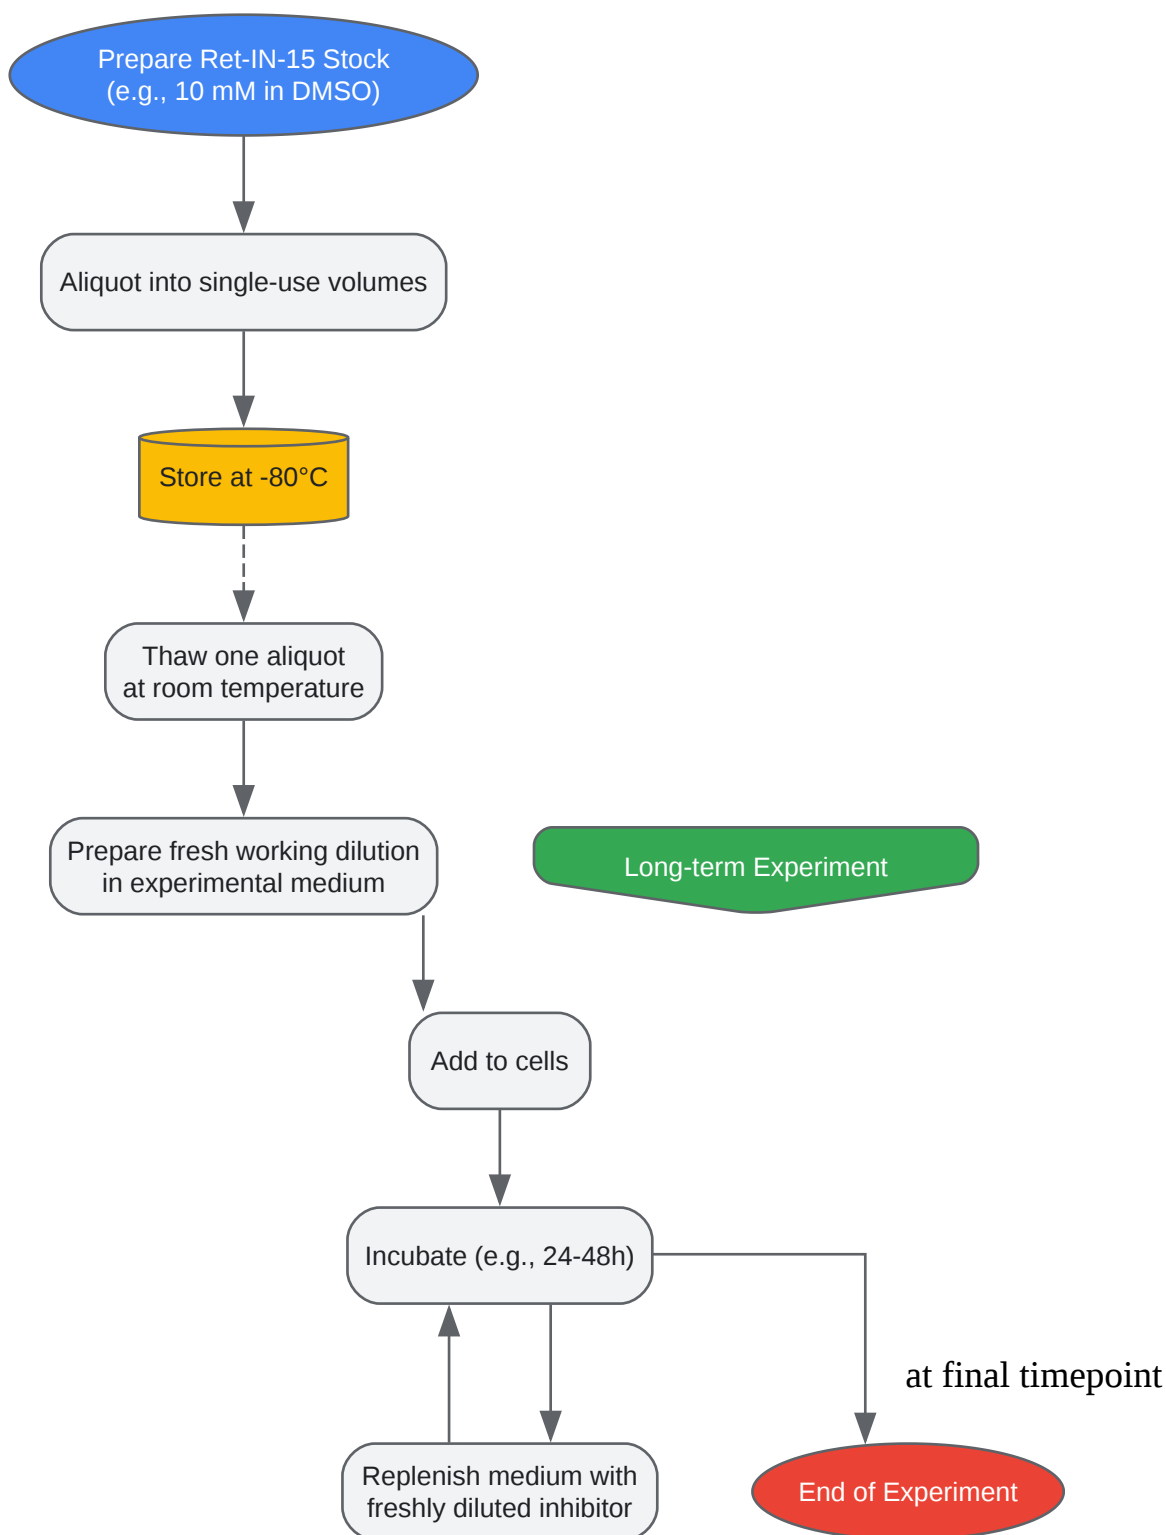 Prepare Ret-IN-15 Stock
(e.g., 10 mM in DMSO)
Aliquot into single-use volumes
Store at -80°C
Thaw one aliquot
at room temperature
Prepare fresh working dilution
in experimental medium
Long-term Experiment
Add to cells
Incubate (e.g., 24-48h)
at final timepoint
Replenish medium with
freshly diluted inhibitor
End of Experiment